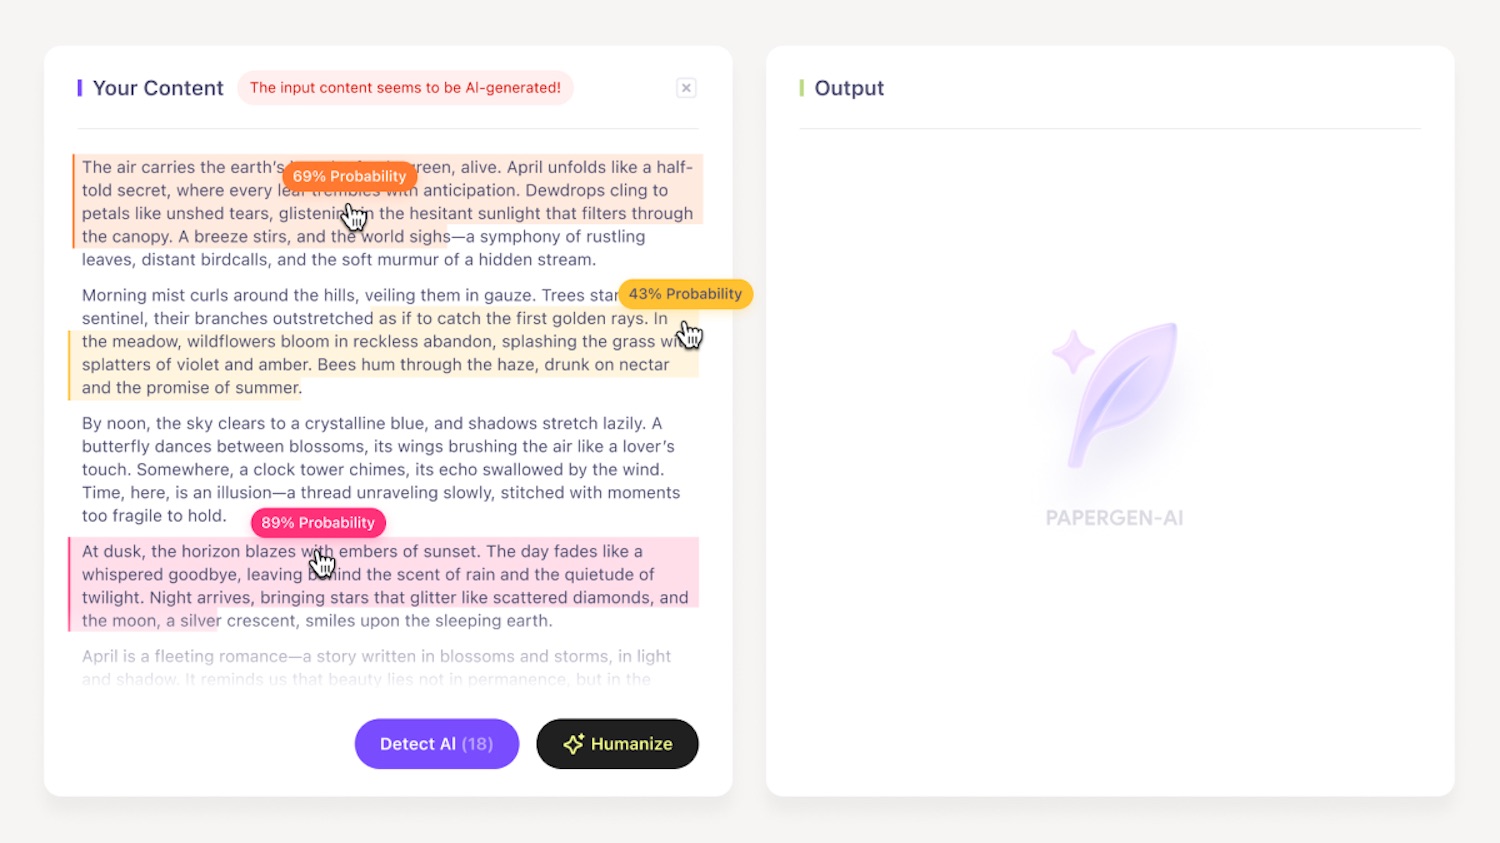 Your Content
The input content seems to be AI-generated!
Output
The air carries the earth's green, alive. April unfolds like a half-
69% Probability
told secret, where every leaf trembles with anticipation. Dewdrops cling to
petals like unshed tears, glistening in the hesitant sunlight that filters through
the canopy. A breeze stirs, and the world sighs—a symphony of rustling
leaves, distant birdcalls, and the soft murmur of a hidden stream.
Morning mist curls around the hills, veiling them in gauze. Trees
43% Probability
sentinel, their branches outstretched as if to catch the first golden rays. In
the meadow, wildflowers bloom in reckless abandon, splashing the grass with
splatters of violet and amber. Bees hum through the haze, drunk on nectar
and the promise of summer.
By noon, the sky clears to a crystalline blue, and shadows stretch lazily. A
butterfly dances between blossoms, its wings brushing the air like a lover's
touch. Somewhere, a clock tower chimes, its echo swallowed by the wind.
Time, here, is an illusion—a thread unraveling slowly, stitched with moments
too fragile to hold.
89% Probability
At dusk, the horizon blazes with embers of sunset. The day fades like a
whispered goodbye, leaving behind the scent of rain and the quietude of
twilight. Night arrives, bringing stars that glitter like scattered diamonds, and
the moon, a silver crescent, smiles upon the sleeping earth.
April is a fleeting romance—a story written in blossoms and storms, in light
and shadow. It reminds us that beauty lies not in permanence, but in the
Detect AI (18)
Humanize
PAPERGEN-AI